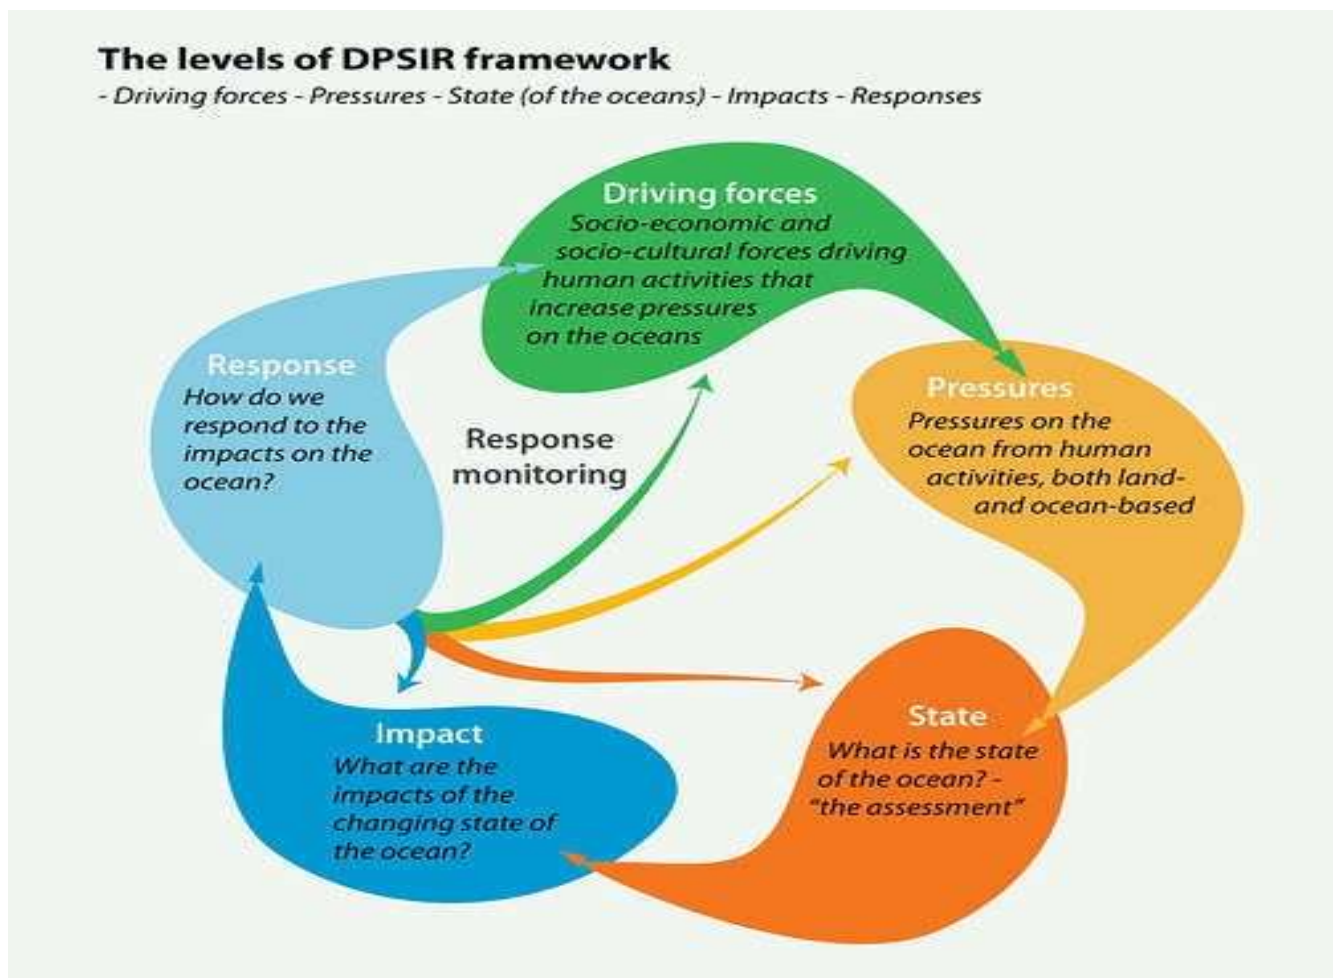 The levels of DPSIR framework
- Driving forces - Pressures - State (of the oceans) - Impacts - Responses
Driving forces
Socio-economic and
socio-cultural forces driving
human activities that
increase pressures
on the oceans
Response
How do we
respond to the
impacts on the
ocean?
Response
monitoring
Pressures
Pressures on the
ocean from human
activities, both land-
and ocean-based
Impact
What are the
impacts of the
changing state of
the ocean?
State
What is the state
of the ocean? -
“the assessment”